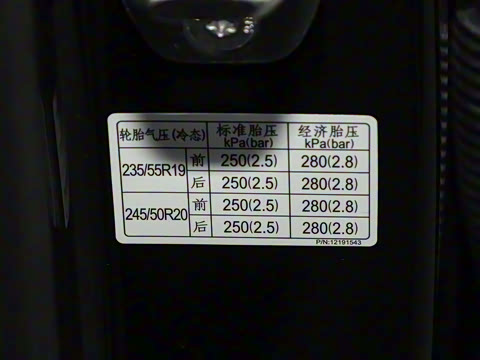 轮胎气压(冷态) 标准胎压 kPa(bar) 经济胎压 kPa(bar)
235/55R19 前 250(2.5) 280(2.8)
后 250(2.5) 280(2.8)
245/50R20 前 250(2.5) 280(2.8)
后 250(2.5) 280(2.8)
P/N:12191543